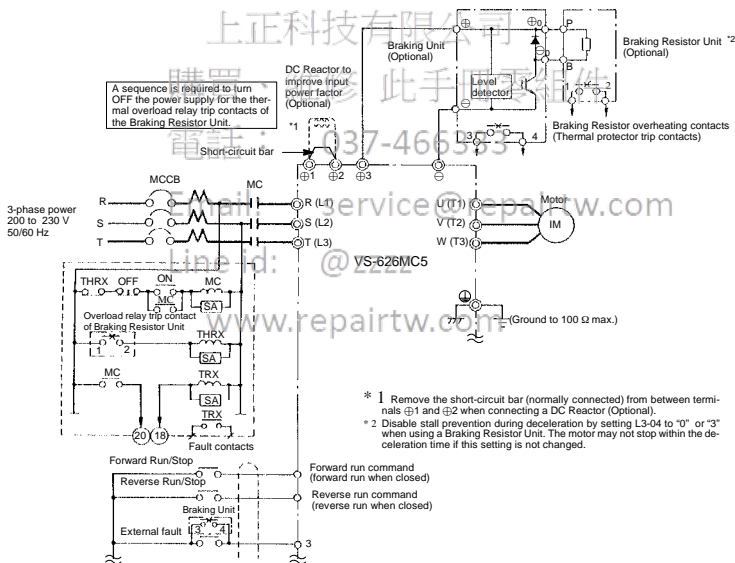 上正科技有限公司
購買、維修 此手冊零組件
電話： 037-466333
Email: service@repairtw.com
Line id: @zzzz
www.repairtw.com
Braking Unit
(Optional)
⊕
⊕0
P
⊖0
B
Level
detector
⊖
3
4
1
2
Braking Resistor Unit *2
(Optional)
Braking Resistor overheating contacts
(Thermal protector trip contacts)
DC Reactor to
improve input
power factor
(Optional)
*1
A sequence is required to turn
OFF the power supply for the ther-
mal overload relay trip contacts of
the Braking Resistor Unit.
Short-circuit bar
⊕1
⊕2
⊕3
⊖
MCCB
MC
3-phase power
200 to 230 V
50/60 Hz
R
S
T
R (L1)
S (L2)
T (L3)
U (T1)
V (T2)
W (T3)
Motor
IM
VS-626MC5
(Ground to 100 Ω max.)
THRX
OFF
ON
MC
MC
SA
Overload relay trip contact
of Braking Resistor Unit
1
2
THRX
SA
MC
TRX
SA
TRX
20
18
Fault contacts
* 1 Remove the short-circuit bar (normally connected) from between termi-
nals ⊕1 and ⊕2 when connecting a DC Reactor (Optional).
* 2 Disable stall prevention during deceleration by setting L3-04 to “0” or “3”
when using a Braking Resistor Unit. The motor may not stop within the de-
celeration time if this setting is not changed.
Forward Run/Stop
Forward run command
(forward run when closed)
Reverse Run/Stop
Reverse run command
(reverse run when closed)
Braking Unit
3
4
External fault
3